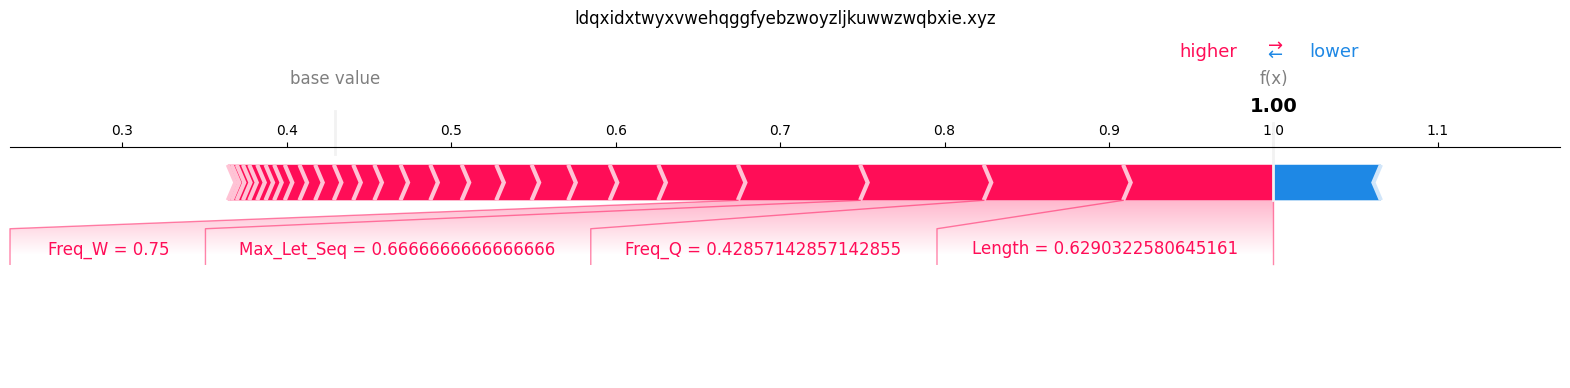 ldqxidxtwyxvwehqggfyebzwoyzljkuwwzwqbxie.xyz
higher ⇄ lower
base value f(x)
1.00
0.3 0.4 0.5 0.6 0.7 0.8 0.9 1.0 1.1
Freq_W = 0.75 Max_Let_Seq = 0.6666666666666666 Freq_Q = 0.42857142857142855 Length = 0.6290322580645161